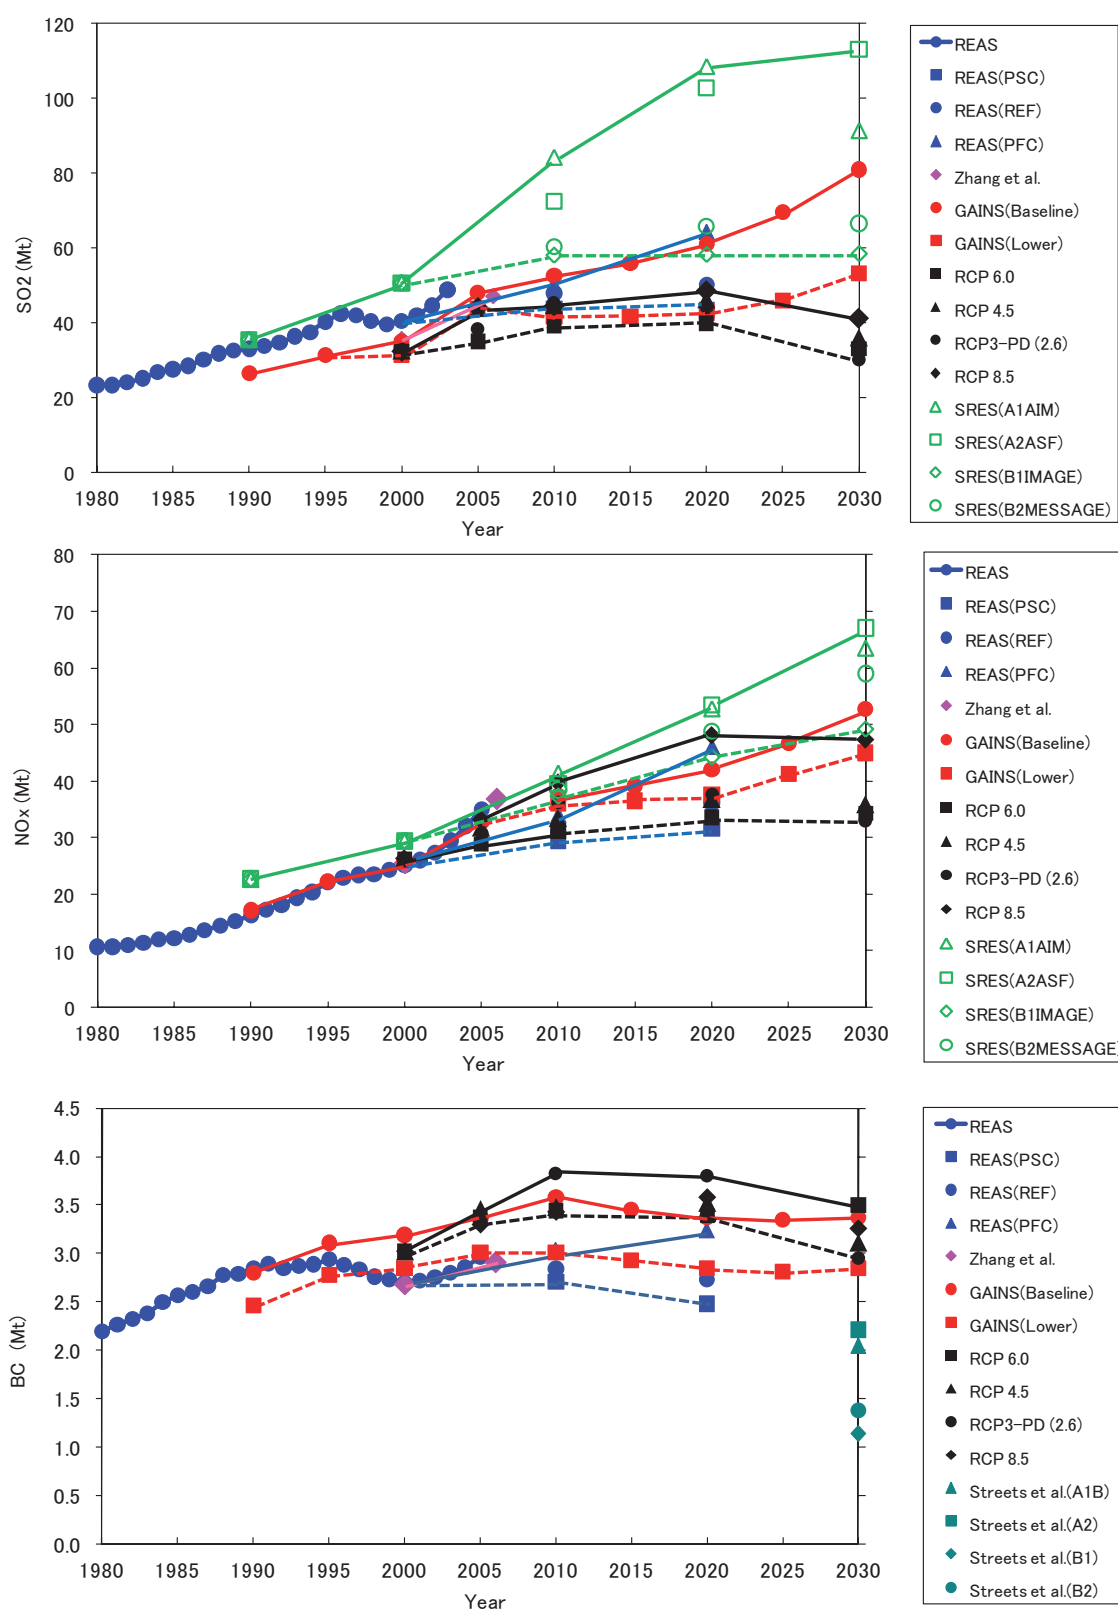 120
100
80
60
40
20
0
SO2 (Mt)
1980 1985 1990 1995 2000 2005 2010 2015 2020 2025 2030
Year
REAS
REAS(PSC)
REAS(REF)
REAS(PFC)
Zhang et al.
GAINS(Baseline)
GAINS(Lower)
RCP 6.0
RCP 4.5
RCP3-PD (2.6)
RCP 8.5
SRES(A1AIM)
SRES(A2ASF)
SRES(B1IMAGE)
SRES(B2MESSAGE)
80
70
60
50
40
30
20
10
0
NOx (Mt)
1980 1985 1990 1995 2000 2005 2010 2015 2020 2025 2030
Year
REAS
REAS(PSC)
REAS(REF)
REAS(PFC)
Zhang et al.
GAINS(Baseline)
GAINS(Lower)
RCP 6.0
RCP 4.5
RCP3-PD (2.6)
RCP 8.5
SRES(A1AIM)
SRES(A2ASF)
SRES(B1IMAGE)
SRES(B2MESSAGE)
4.5
4.0
3.5
3.0
2.5
2.0
1.5
1.0
0.5
0.0
BC (Mt)
1980 1985 1990 1995 2000 2005 2010 2015 2020 2025 2030
Year
REAS
REAS(PSC)
REAS(REF)
REAS(PFC)
Zhang et al.
GAINS(Baseline)
GAINS(Lower)
RCP 6.0
RCP 4.5
RCP3-PD (2.6)
RCP 8.5
Streets et al.(A1B)
Streets et al.(A2)
Streets et al.(B1)
Streets et al.(B2)